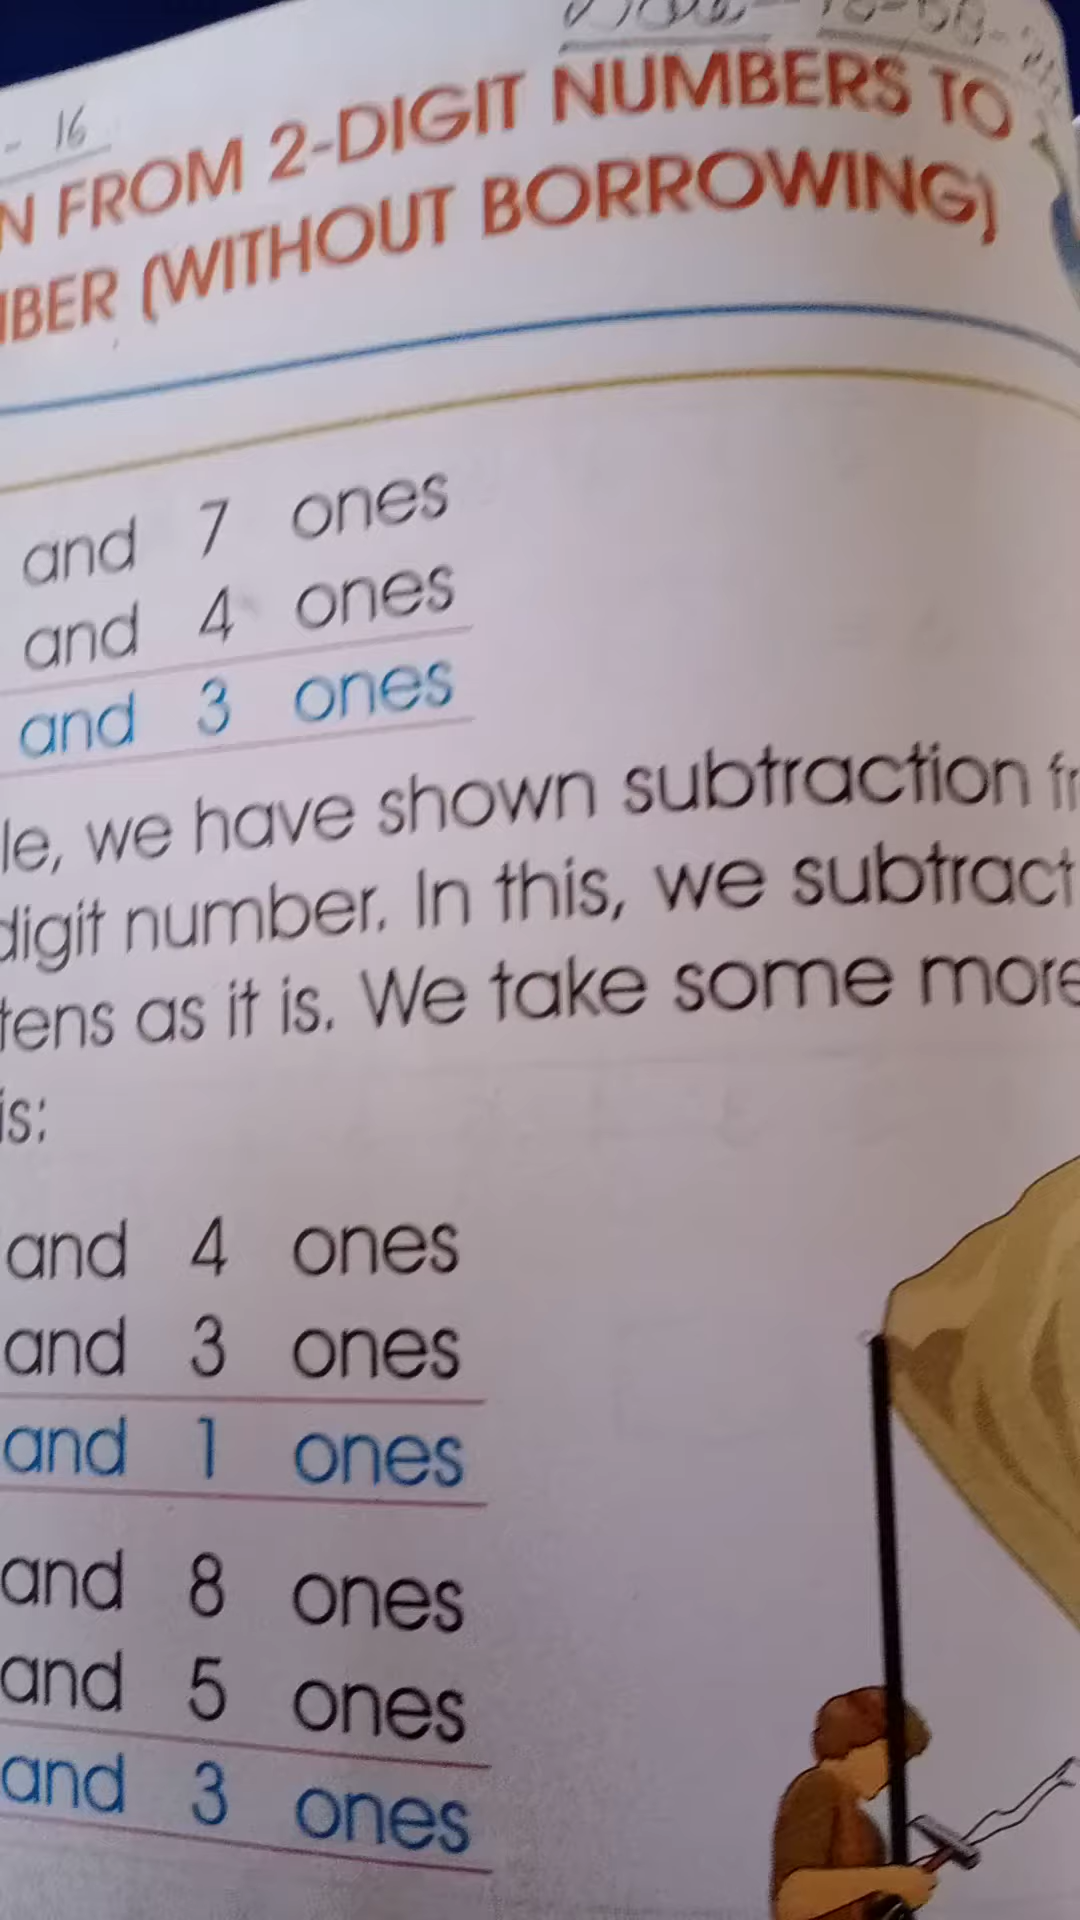 - 16
N FROM 2-DIGIT NUMBERS TO
BER (WITHOUT BORROWING)
and 7 ones
and 4 ones
and 3 ones
le, we have shown subtraction fr
digit number. In this, we subtract
tens as it is. We take some more
is:
and 4 ones
and 3 ones
and 1 ones
and 8 ones
and 5 ones
and 3 ones